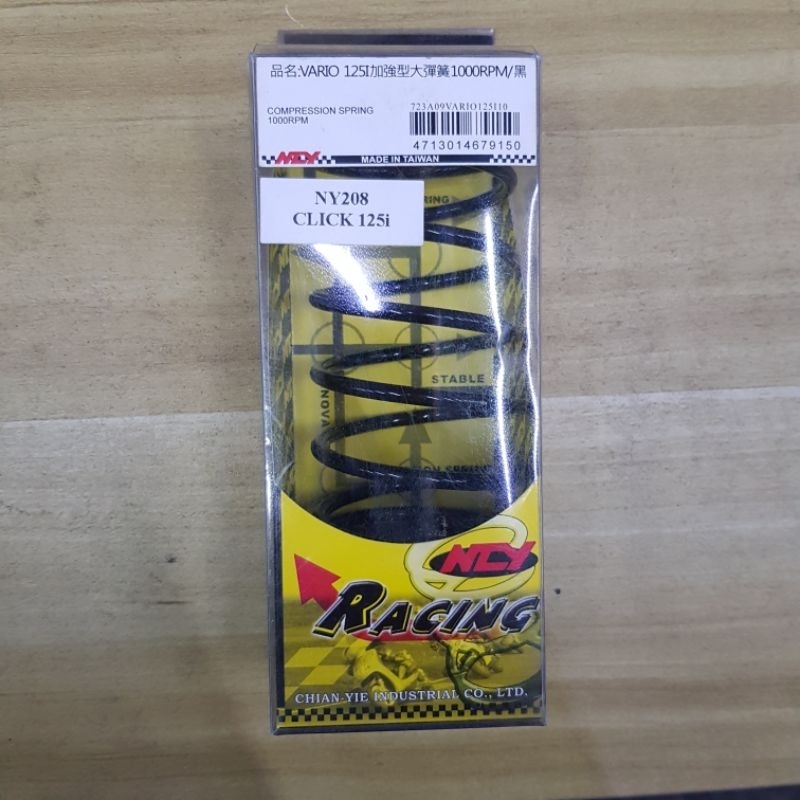 品名:VARIO 125I加強型大彈簧1000RPM/黑
COMPRESSION SPRING
1000RPM
723A09VARIO125I10
4713014679150
NCY
MADE IN TAIWAN
NY208
CLICK 125i
STABLE
NCY
RACING
CHIAN-YIE INDUSTRIAL CO., LTD.